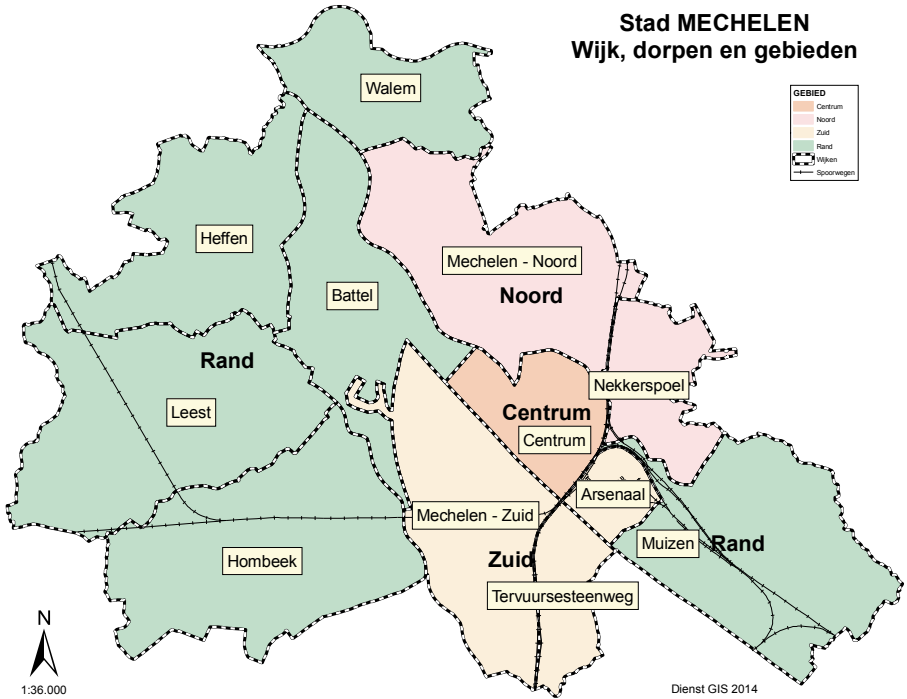 Stad MECHELEN
Wijk, dorpen en gebieden
GEBIED
Centrum
Noord
Zuid
Rand
Wijken
Spoorwegen
Walem
Heffen
Mechelen - Noord
Battel
Noord
Rand
Nekkerspoel
Leest
Centrum
Centrum
Arsenaal
Mechelen - Zuid
Muizen
Rand
Hombeek
Zuid
Tervuursesteenweg
N
1:36.000
Dienst GIS 2014